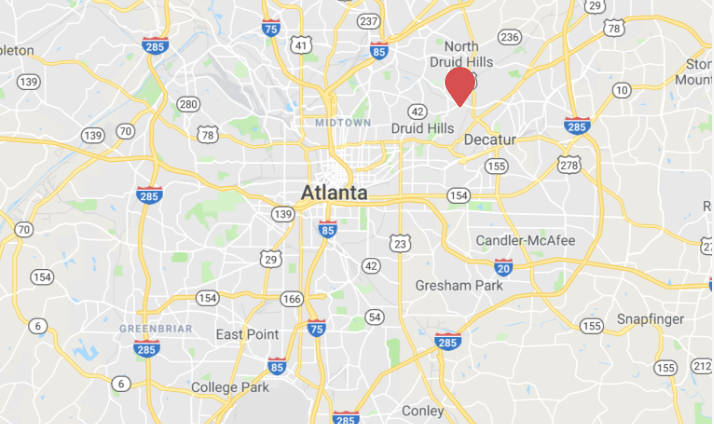 29
75
237
78
285
41
85
North
Druid Hills
236
pleton
Ston
Mount
139
10
280
42
MIDTOWN
Druid Hills
285
139
70
78
Decatur
155
278
285
Atlanta
154
139
70
85
23
Candler-McAfee
29
42
20
154
Gresham Park
154
166
54
Snapfinger
6
GREENBRIAR
75
155
East Point
285
285
85
155
212
6
College Park
Conley
285